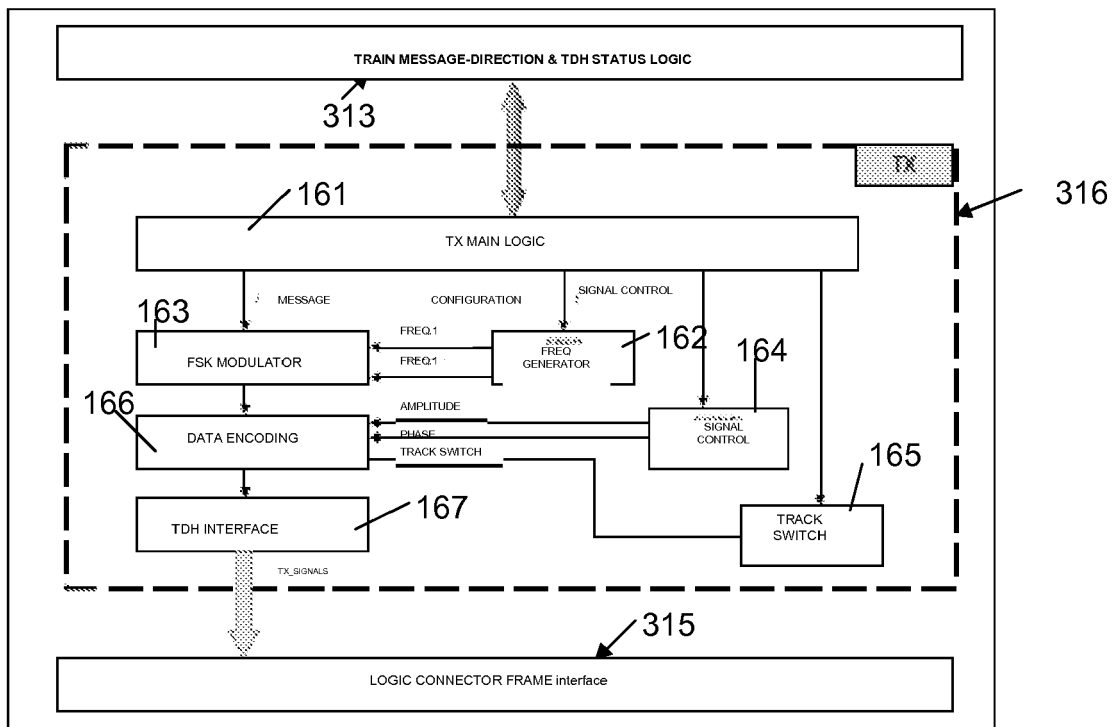 TRAIN MESSAGE-DIRECTION & TDH STATUS LOGIC
313
TX
316
161
TX MAIN LOGIC
MESSAGE
CONFIGURATION
SIGNAL CONTROL
163
FREQ.1
162
164
FSK MODULATOR
FREQ.1
FREQ
GENERATOR
166
AMPLITUDE
DATA ENCODING
PHASE
SIGNAL
CONTROL
TRACK SWITCH
165
167
TDH INTERFACE
TRACK
SWITCH
TX_SIGNALS
315
LOGIC CONNECTOR FRAME interface